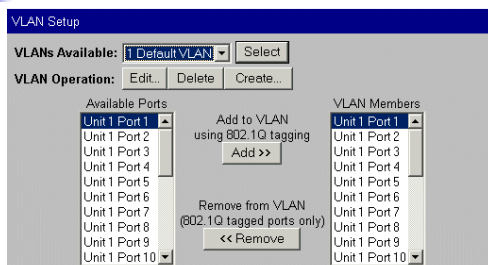 VLAN Setup
VLANs Available: 1 Default VLAN Select
VLAN Operation: Edit... Delete Create...
Available Ports
Unit 1 Port 1
Unit 1 Port 2
Unit 1 Port 3
Unit 1 Port 4
Unit 1 Port 5
Unit 1 Port 6
Unit 1 Port 7
Unit 1 Port 8
Unit 1 Port 9
Unit 1 Port 10
Add to VLAN
using 802.1Q tagging
Add >>
Remove from VLAN
(802.1Q tagged ports only)
<< Remove
VLAN Members
Unit 1 Port 1
Unit 1 Port 2
Unit 1 Port 3
Unit 1 Port 4
Unit 1 Port 5
Unit 1 Port 6
Unit 1 Port 7
Unit 1 Port 8
Unit 1 Port 9
Unit 1 Port 10